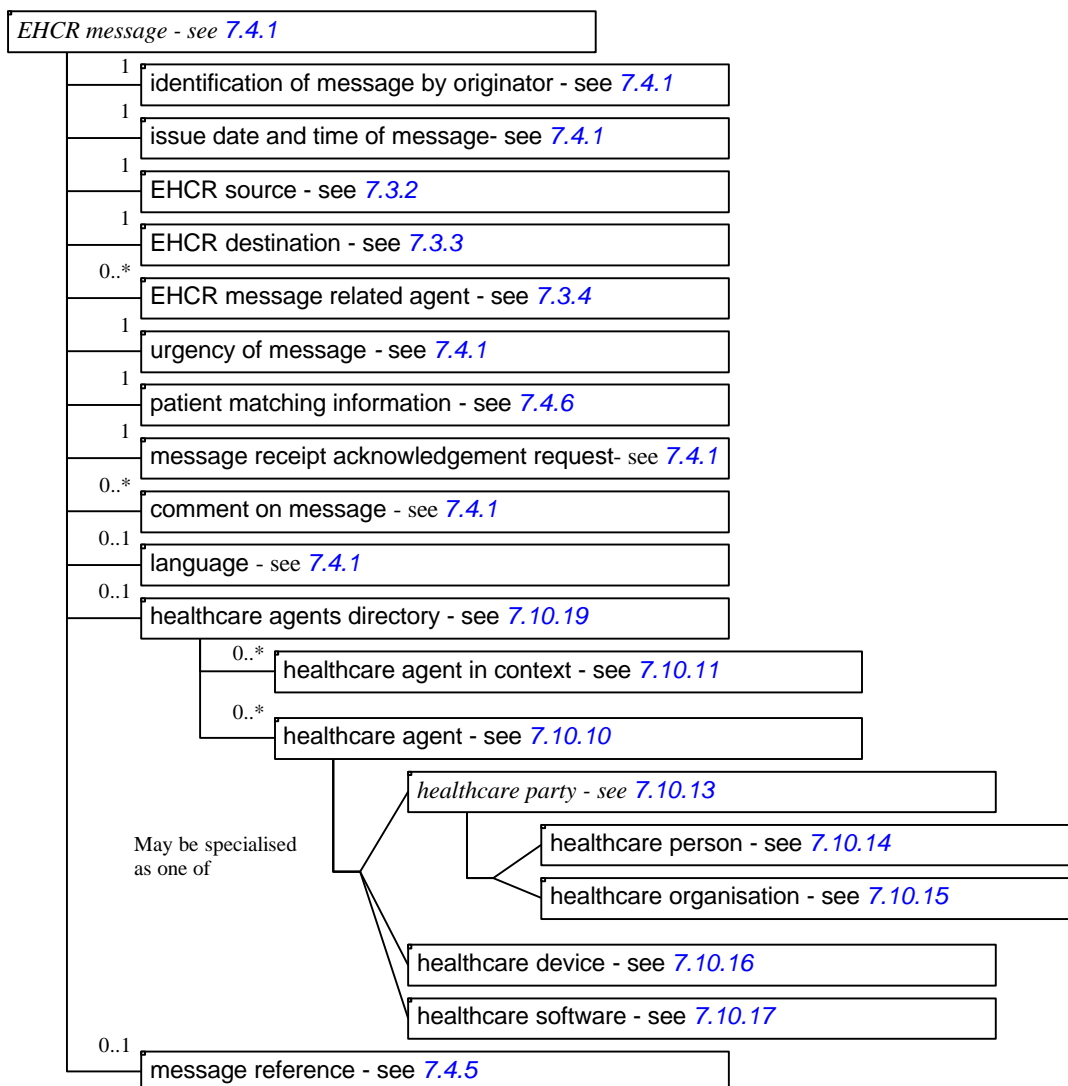 EHCR message - see 7.4.1
1
identification of message by originator - see 7.4.1
1
issue date and time of message- see 7.4.1
1
EHCR source - see 7.3.2
1
EHCR destination - see 7.3.3
0..*
EHCR message related agent - see 7.3.4
1
urgency of message - see 7.4.1
1
patient matching information - see 7.4.6
1
message receipt acknowledgement request- see 7.4.1
0..*
comment on message - see 7.4.1
0..1
language - see 7.4.1
0..1
healthcare agents directory - see 7.10.19
0..*
healthcare agent in context - see 7.10.11
0..*
healthcare agent - see 7.10.10
healthcare party - see 7.10.13
May be specialised
as one of
healthcare person - see 7.10.14
healthcare organisation - see 7.10.15
healthcare device - see 7.10.16
healthcare software - see 7.10.17
0..1
message reference - see 7.4.5